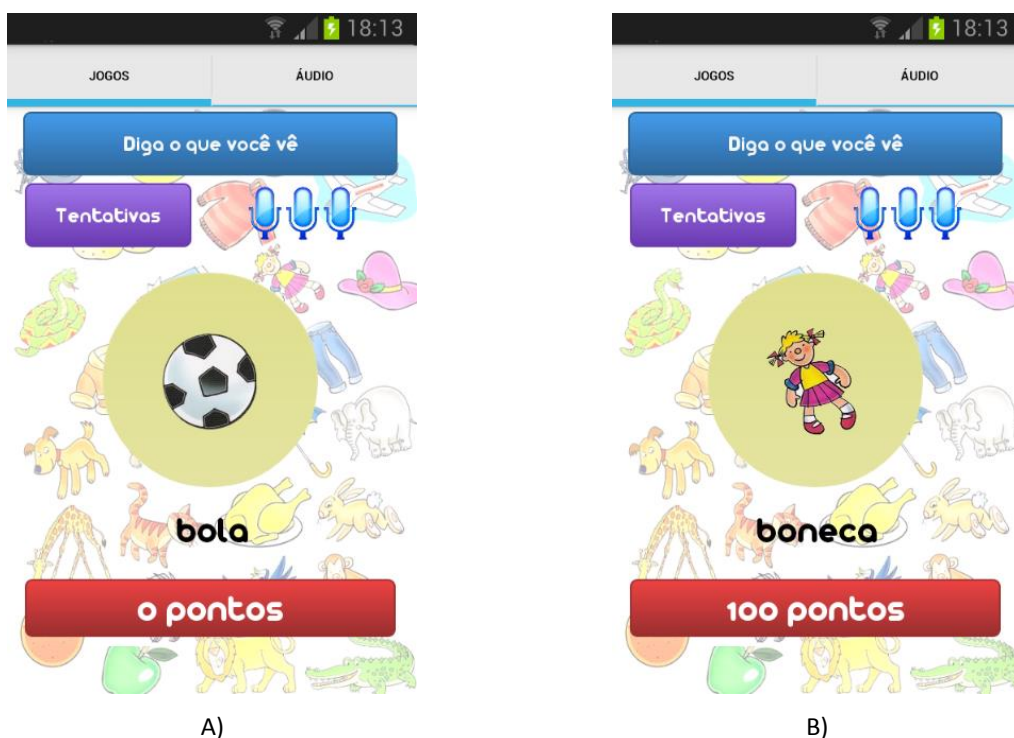 18:13
JOGOS ÁUDIO
Diga o que você vê
Tentativas
bola
0 pontos
A)
18:13
JOGOS ÁUDIO
Diga o que você vê
Tentativas
boneca
100 pontos
B)